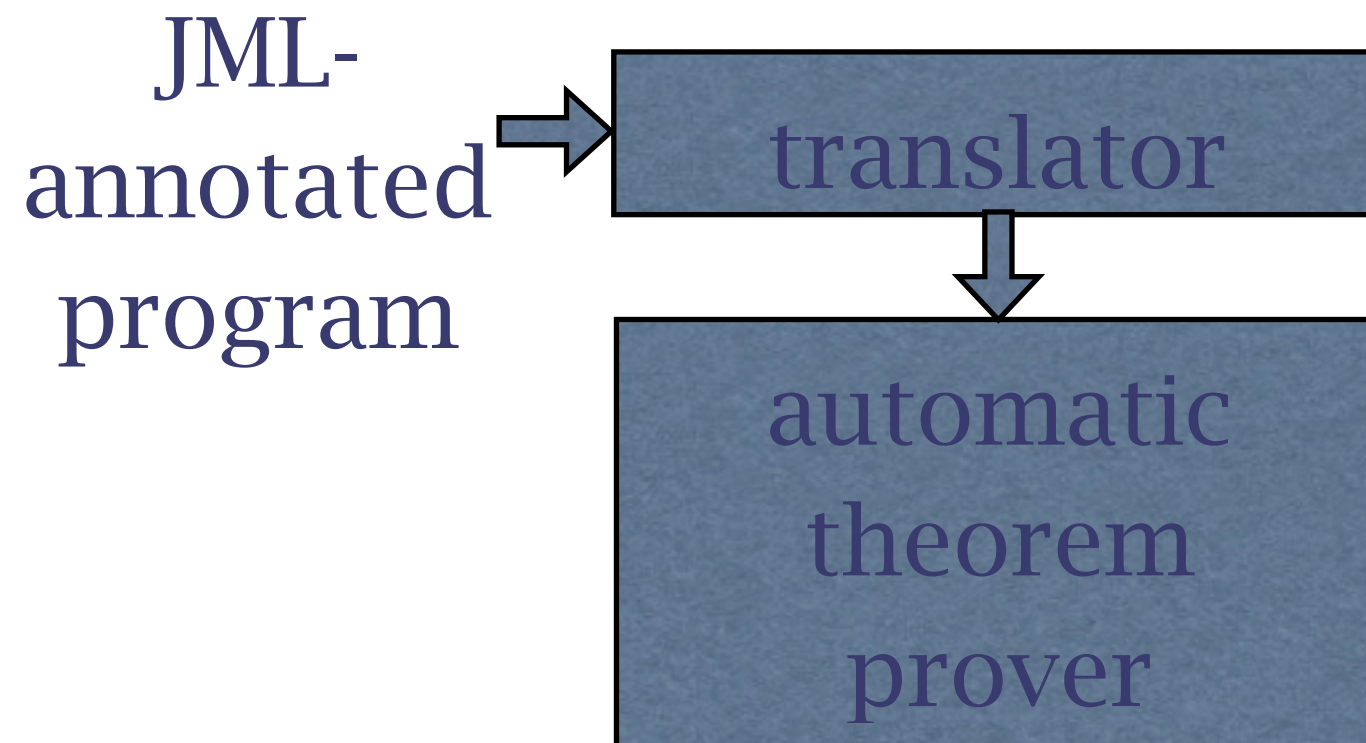 JML-
annotated
program
translator
automatic
theorem
prover